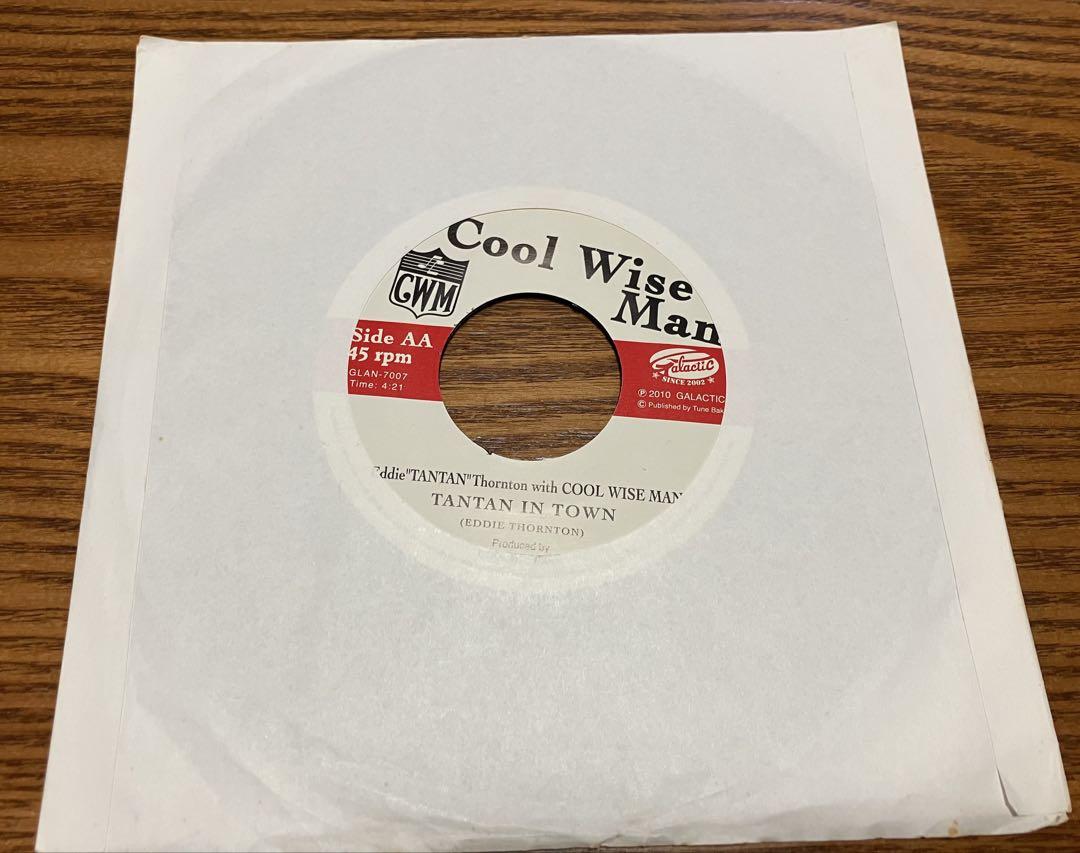 Cool Wise
Man
CWM
Side AA
45 rpm
GLAN-7007
Time: 4:21
Galactic
SINCE 2002
℗ 2010 GALACTIC
© Published by Tune Bak
Eddie"TANTAN"Thornton with COOL WISE MAN
TANTAN IN TOWN
(EDDIE THORNTON)
Produced by